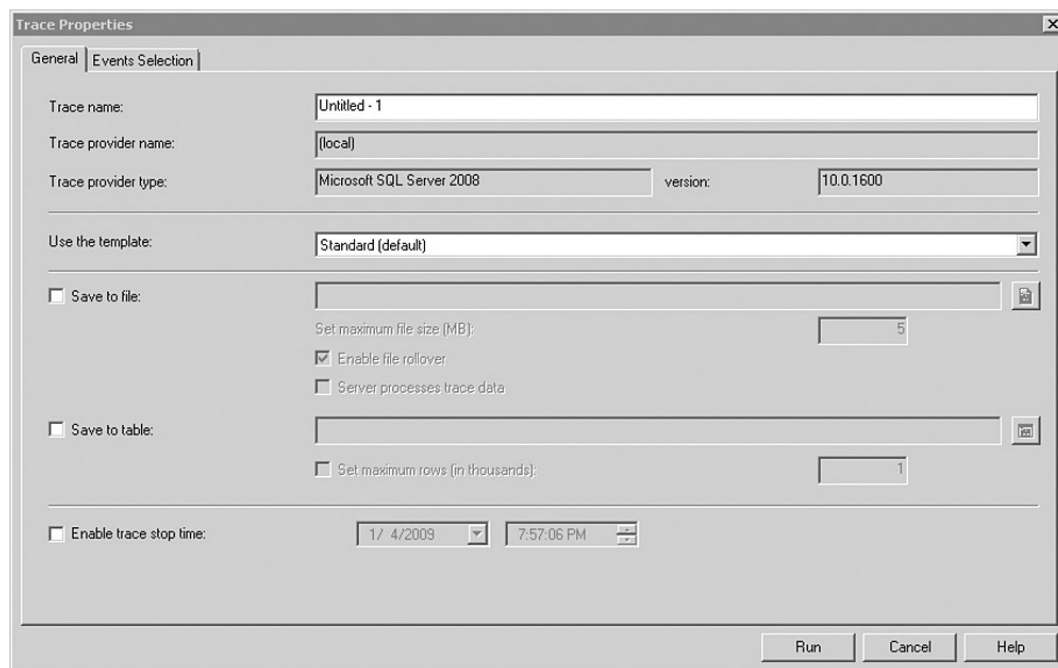 Trace Properties
General Events Selection
Trace name: Untitled - 1
Trace provider name: (local)
Trace provider type: Microsoft SQL Server 2008 version: 10.0.1600
Use the template: Standard (default)
Save to file:
Set maximum file size (MB): 5
Enable file rollover
Server processes trace data
Save to table:
Set maximum rows (in thousands): 1
Enable trace stop time: 1/ 4/2009 7:57:06 PM
Run Cancel Help